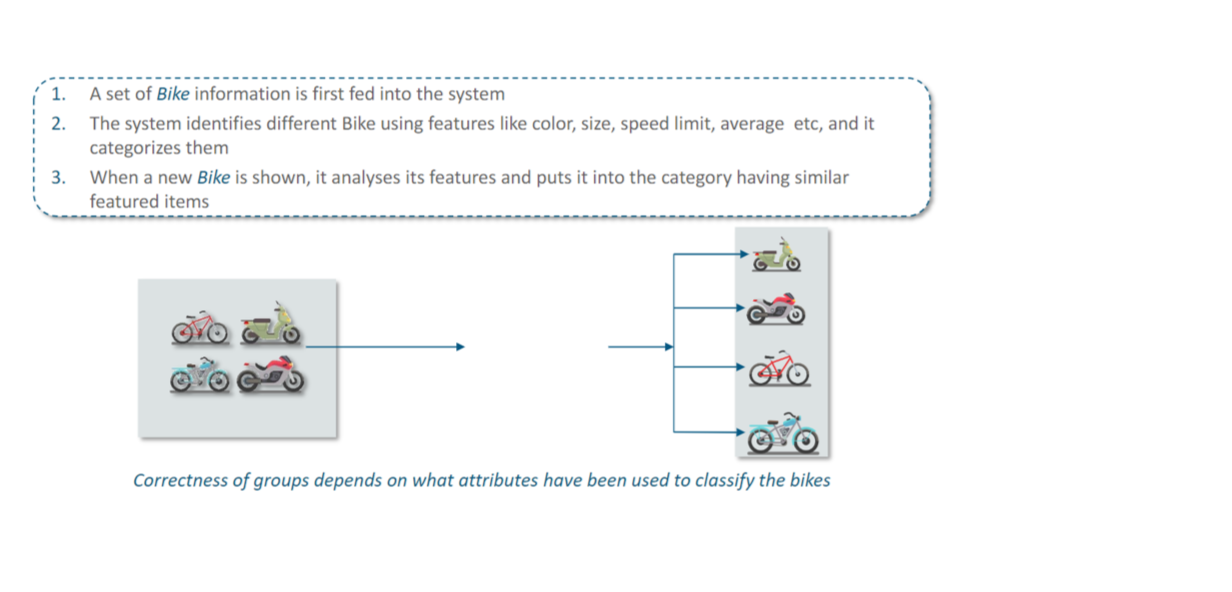 1. A set of Bike information is first fed into the system
2. The system identifies different Bike using features like color, size, speed limit, average etc, and it
categorizes them
3. When a new Bike is shown, it analyses its features and puts it into the category having similar
featured items
Correctness of groups depends on what attributes have been used to classify the bikes